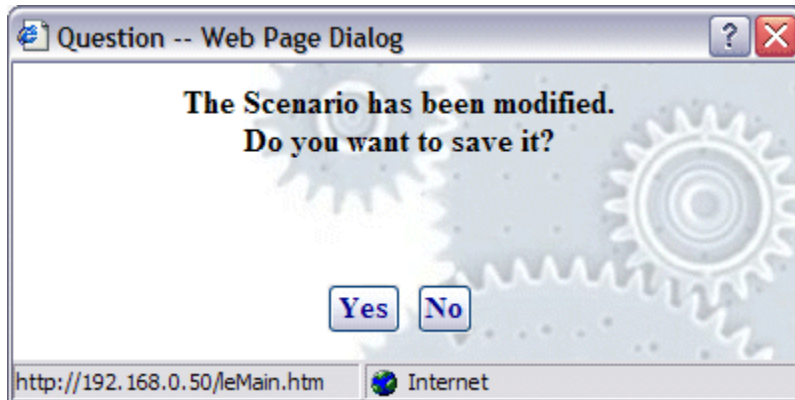 Question -- Web Page Dialog
?
The Scenario has been modified.
Do you want to save it?
Yes No
http://192.168.0.50/leMain.htm Internet